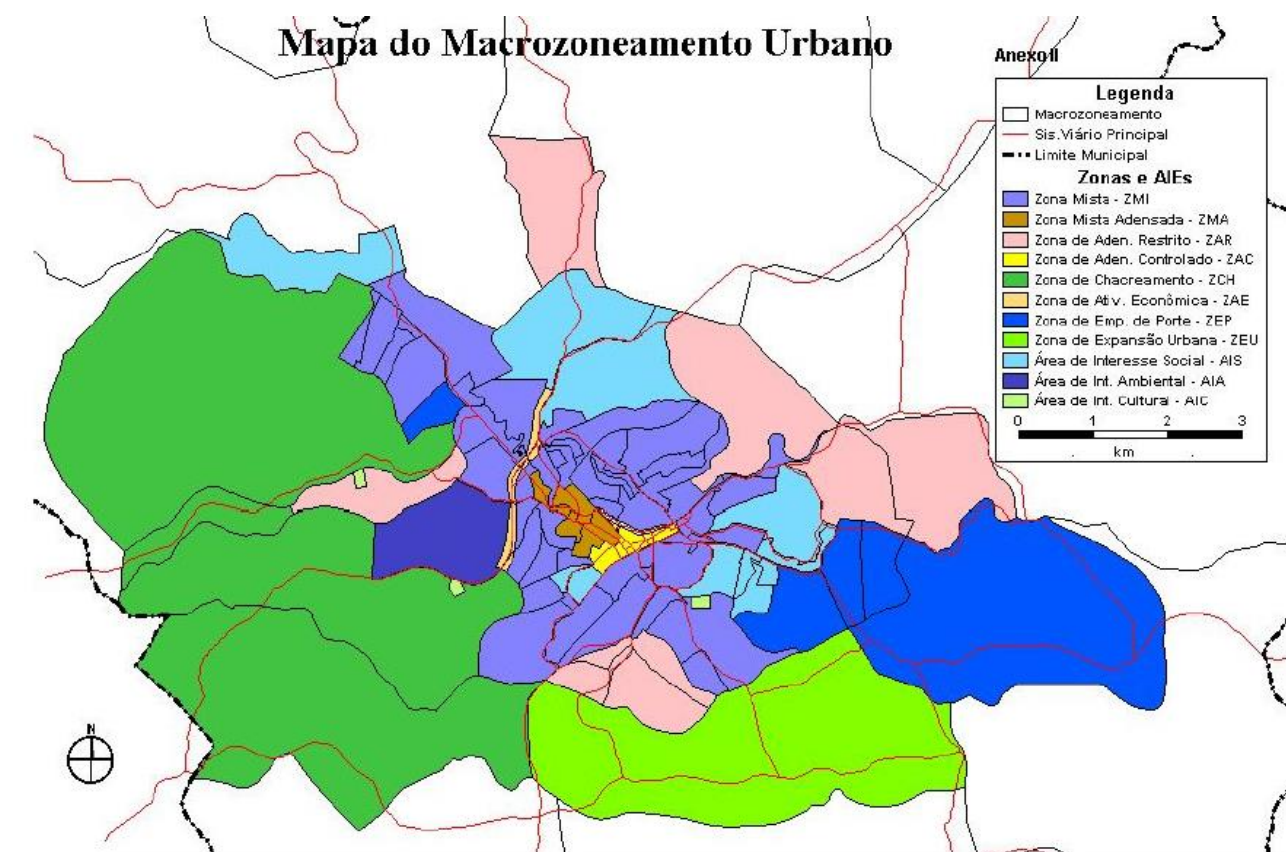 Mapa do Macrozoneamento Urbano
Anexo II
Legenda
Macrozoneamento
Sis.Viário Principal
Limite Municipal
Zonas e AIEs
Zona Mista - ZMI
Zona Mista Adensada - ZMA
Zona de Aden. Restrito - ZAR
Zona de Aden. Controlado - ZAC
Zona de Chacreamento - ZCH
Zona de Ativ. Econômica - ZAE
Zona de Emp. de Porte - ZEP
Zona de Expansão Urbana - ZEU
Área de Interesse Social - AIS
Área de Int. Ambiental - AIA
Área de Int. Cultural - AIC
0 1 2 3
km
N